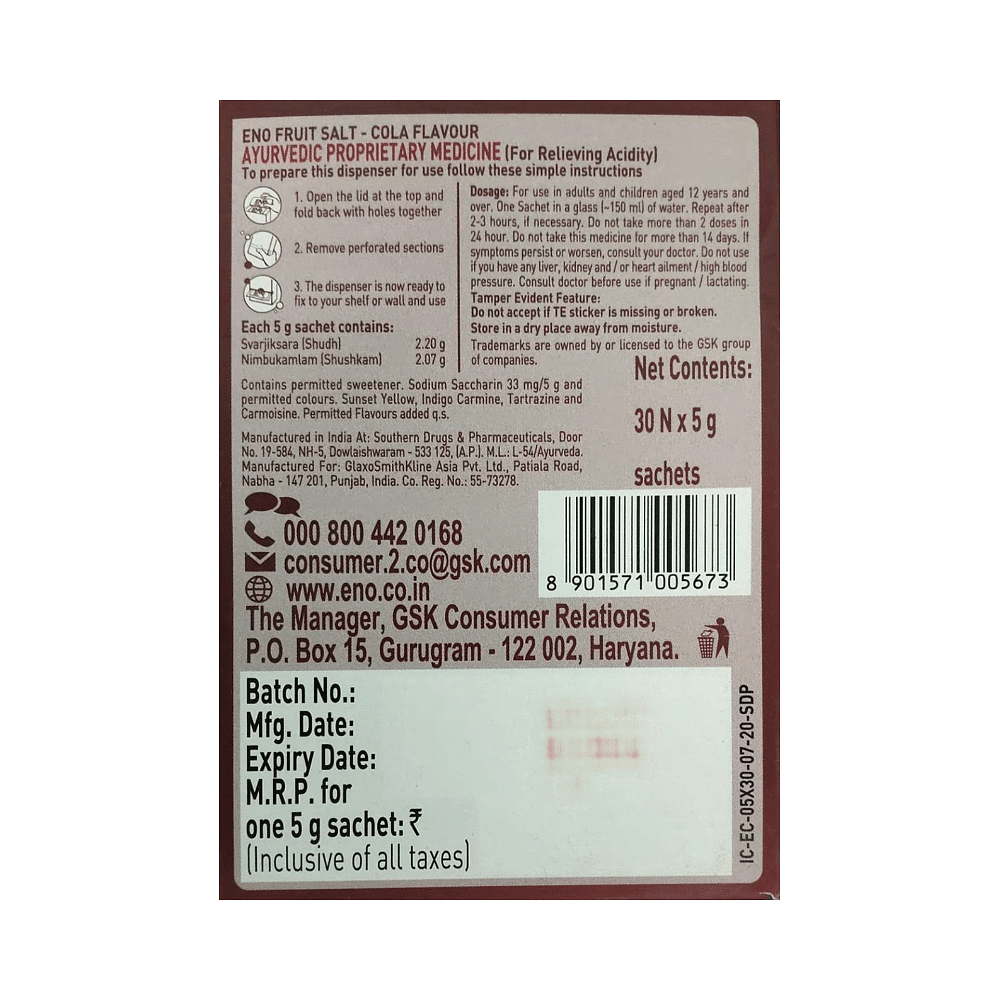 ENO FRUIT SALT - COLA FLAVOUR
AYURVEDIC PROPRIETARY MEDICINE (For Relieving Acidity)
To prepare this dispenser for use follow these simple instructions
1. Open the lid at the top and
fold back with holes together
2. Remove perforated sections
3. The dispenser is now ready to
fix to your shelf or wall and use
Each 5 g sachet contains:
Svarjiksara (Shudh) 2.20 g
Nimbukamlam (Shushkam) 2.07 g
Dosage: For use in adults and children aged 12 years and
over. One Sachet in a glass (~150 ml) of water. Repeat after
2-3 hours, if necessary. Do not take more than 2 doses in
24 hour. Do not take this medicine for more than 14 days. If
symptoms persist or worsen, consult your doctor. Do not use
if you have any liver, kidney and / or heart ailment / high blood
pressure. Consult doctor before use if pregnant / lactating.
Tamper Evident Feature:
Do not accept if TE sticker is missing or broken.
Store in a dry place away from moisture.
Trademarks are owned by or licensed to the GSK group
of companies.
Contains permitted sweetener. Sodium Saccharin 33 mg/5 g and
permitted colours. Sunset Yellow, Indigo Carmine, Tartrazine and
Carmoisine. Permitted Flavours added q.s.
Manufactured in India At: Southern Drugs & Pharmaceuticals, Door
No. 19-584, NH-5, Dowlaishwaram - 533 125, (A.P.). M.L.: L-54/Ayurveda.
Manufactured For: GlaxoSmithKline Asia Pvt. Ltd., Patiala Road,
Nabha - 147 201, Punjab, India. Co. Reg. No.: 55-73278.
Net Contents:
30 N x 5 g
sachets
000 800 442 0168
consumer.2.co@gsk.com
www.eno.co.in
8 901571 005673
The Manager, GSK Consumer Relations,
P.O. Box 15, Gurugram - 122 002, Haryana.
Batch No.:
Mfg. Date:
Expiry Date:
M.R.P. for
one 5 g sachet: ₹
(Inclusive of all taxes)
IC-EC-05X30-07-20-SDP